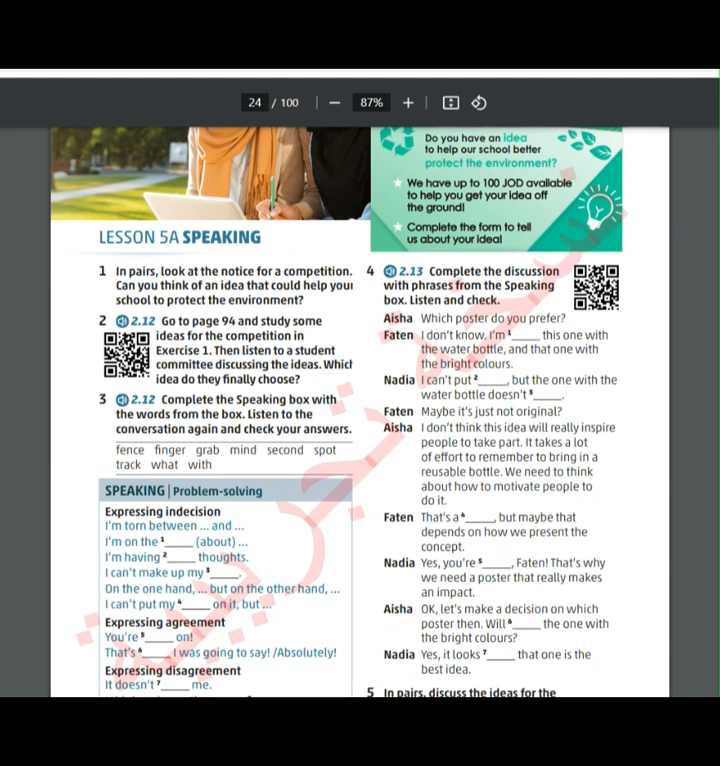 24 / 100
87%
Do you have an idea
to help our school better
protect the environment?
We have up to 100 JOD available
to help you get your idea off
the ground!
Complete the form to tell
us about your idea!
LESSON 5A SPEAKING
1 In pairs, look at the notice for a competition.
Can you think of an idea that could help your
school to protect the environment?
2 2.12 Go to page 94 and study some
ideas for the competition in
Exercise 1. Then listen to a student
committee discussing the ideas. Which
idea do they finally choose?
3 2.12 Complete the Speaking box with
the words from the box. Listen to the
conversation again and check your answers.
fence finger grab mind second spot
track what with
SPEAKING | Problem-solving
Expressing indecision
I'm torn between ... and ...
I'm on the ¹____ (about) ...
I'm having ²____ thoughts.
I can't make up my ³____.
On the one hand, ... but on the other hand, ...
I can't put my ⁴____ on it, but ...
Expressing agreement
You're ⁵____ on!
That's ⁶____ I was going to say! /Absolutely!
Expressing disagreement
It doesn't ⁷____ me.
4 2.13 Complete the discussion
with phrases from the Speaking
box. Listen and check.
Aisha Which poster do you prefer?
Faten I don't know. I'm ¹____ this one with
the water bottle, and that one with
the bright colours.
Nadia I can't put ²____, but the one with the
water bottle doesn't ³____.
Faten Maybe it's just not original?
Aisha I don't think this idea will really inspire
people to take part. It takes a lot
of effort to remember to bring in a
reusable bottle. We need to think
about how to motivate people to
do it.
Faten That's a ⁴____, but maybe that
depends on how we present the
concept.
Nadia Yes, you're ⁵____, Faten! That's why
we need a poster that really makes
an impact.
Aisha OK, let's make a decision on which
poster then. Will ⁶____ the one with
the bright colours?
Nadia Yes, it looks ⁷____ that one is the
best idea.
5 In pairs, discuss the ideas for the
نسخة تجريبية